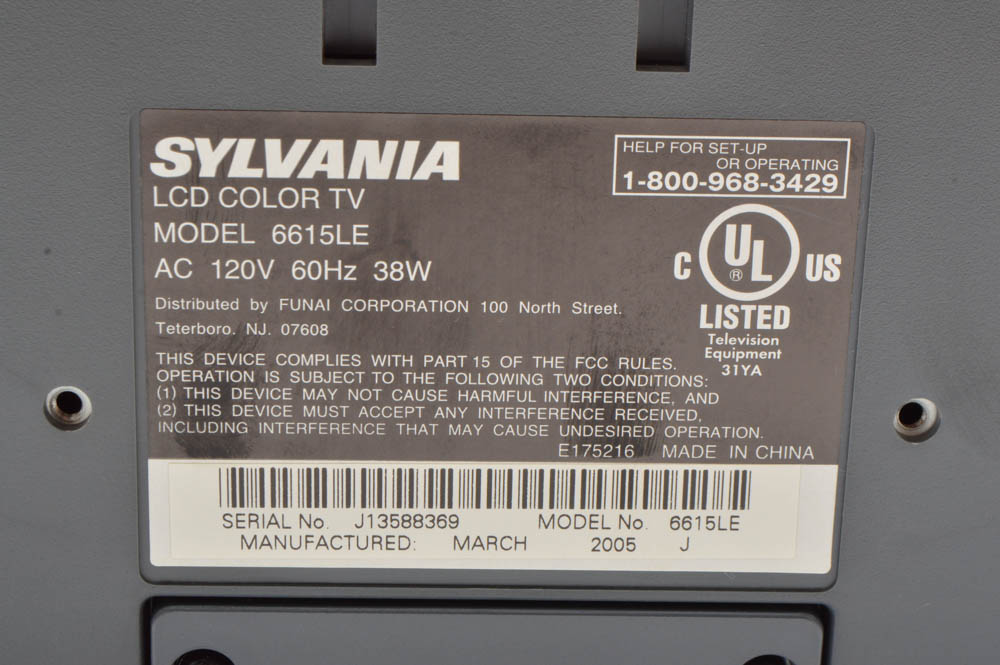 SYLVANIA
LCD COLOR TV
MODEL 6615LE
AC 120V 60Hz 38W
HELP FOR SET-UP
OR OPERATING
1-800-968-3429
C UL ® US
LISTED
Television
Equipment
31YA
Distributed by FUNAI CORPORATION 100 North Street.
Teterboro. NJ. 07608
THIS DEVICE COMPLIES WITH PART 15 OF THE FCC RULES.
OPERATION IS SUBJECT TO THE FOLLOWING TWO CONDITIONS:
(1) THIS DEVICE MAY NOT CAUSE HARMFUL INTERFERENCE, AND
(2) THIS DEVICE MUST ACCEPT ANY INTERFERENCE RECEIVED,
INCLUDING INTERFERENCE THAT MAY CAUSE UNDESIRED OPERATION.
E175216 MADE IN CHINA
SERIAL No. J13588369 MODEL No. 6615LE
MANUFACTURED: MARCH 2005 J